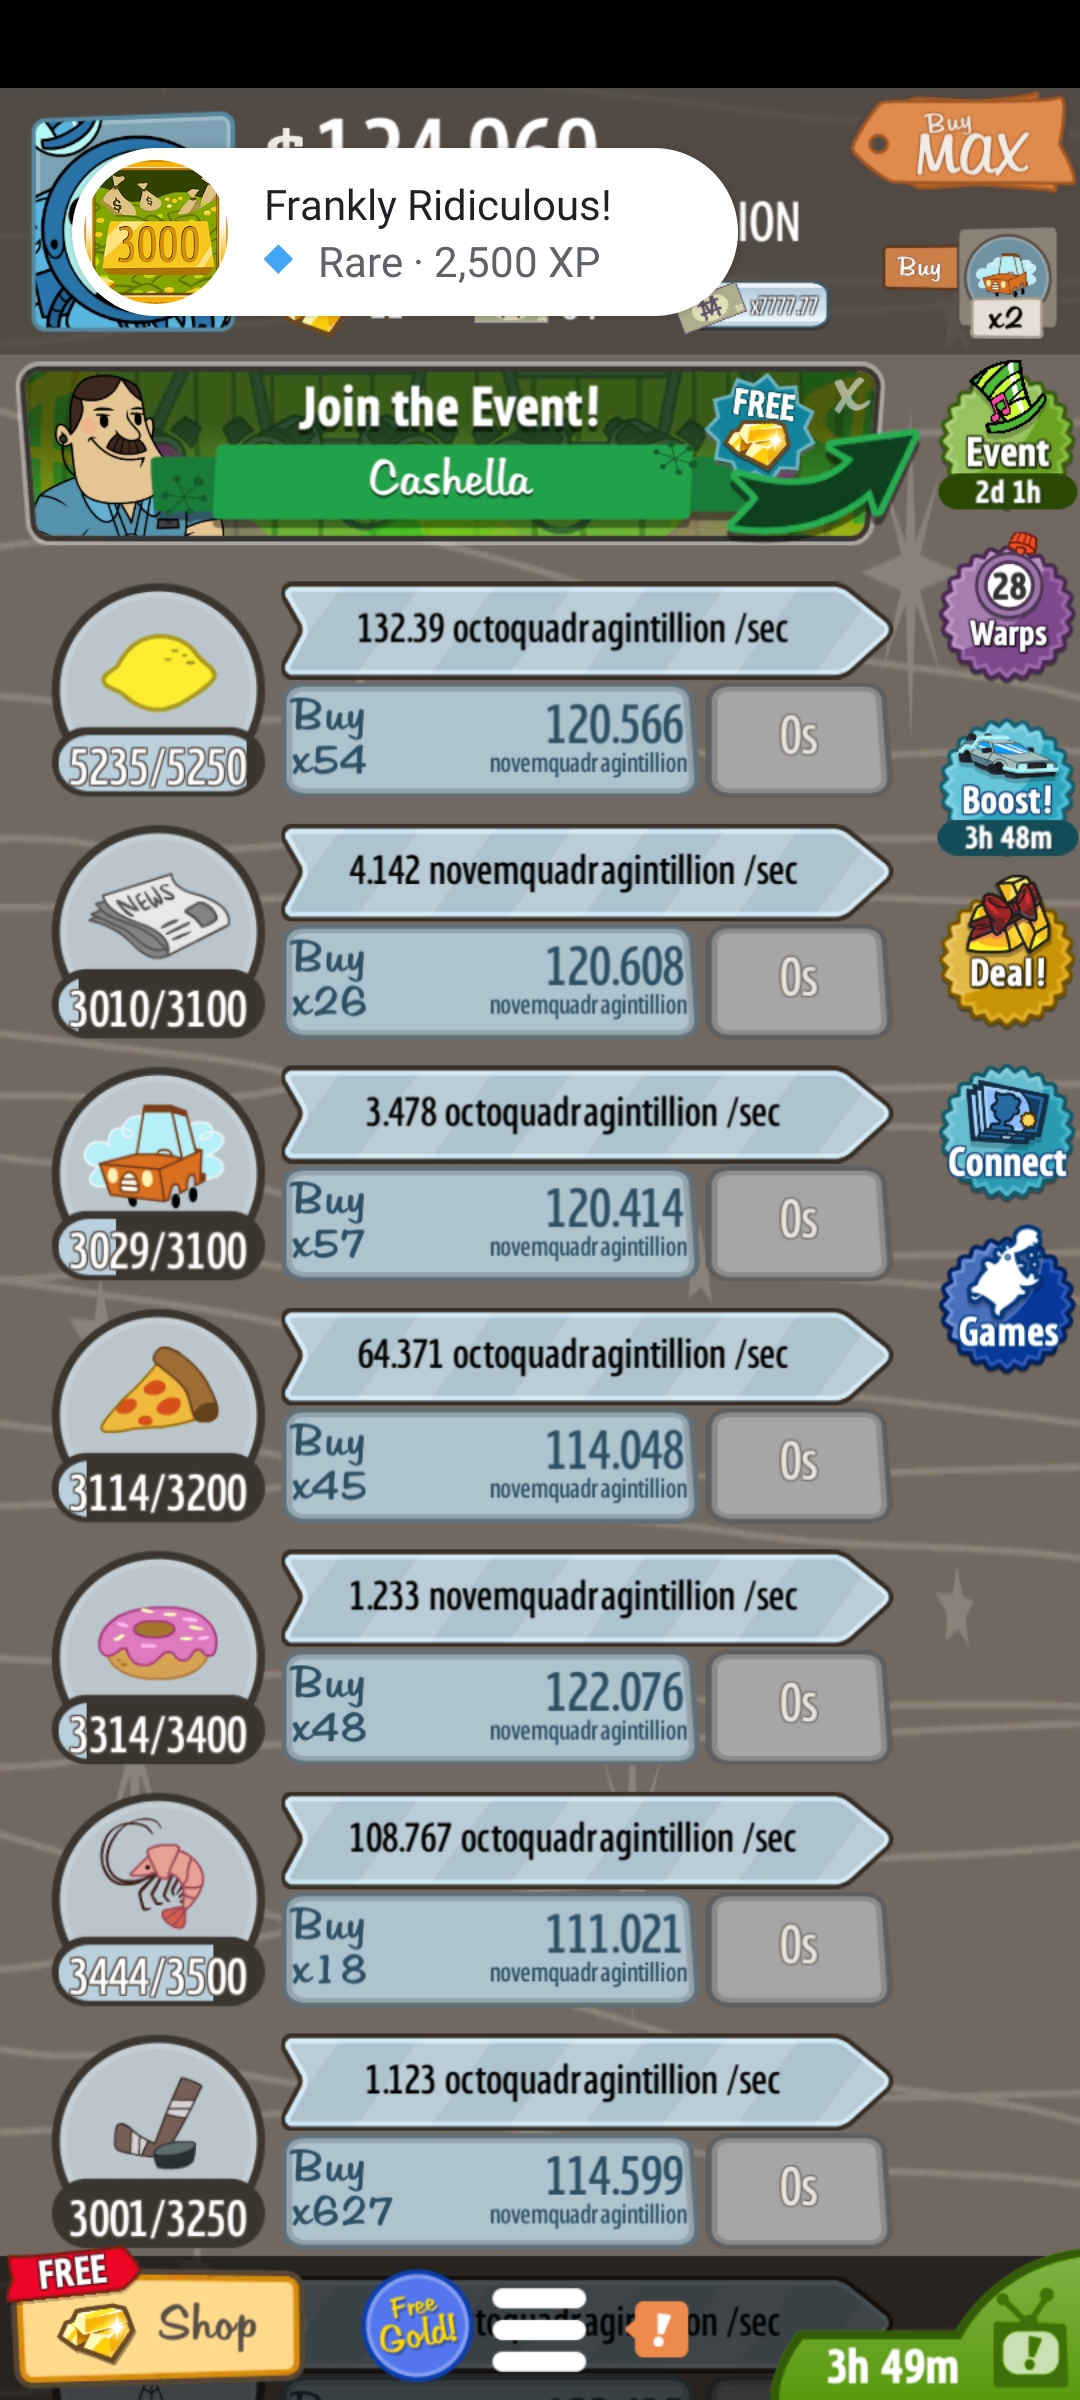 $124.060
Buy
MAX
Frankly Ridiculous!
3000
Rare · 2,500 XP
ION
x7777.77
Buy
x2
Join the Event!
FREE
X
Cashella
Event
2d 1h
28
Warps
132.39 octoquadragintillion /sec
Buy
x54
120.566
novemquadragintillion
0s
5235/5250
Boost!
3h 48m
NEWS
4.142 novemquadragintillion /sec
Buy
x26
120.608
novemquadragintillion
0s
3010/3100
Deal!
3.478 octoquadragintillion /sec
Buy
x57
120.414
novemquadragintillion
0s
3029/3100
Connect
64.371 octoquadragintillion /sec
Buy
x45
114.048
novemquadragintillion
0s
3114/3200
Games
1.233 novemquadragintillion /sec
Buy
x48
122.076
novemquadragintillion
0s
3314/3400
108.767 octoquadragintillion /sec
Buy
x18
111.021
novemquadragintillion
0s
3444/3500
1.123 octoquadragintillion /sec
Buy
x627
114.599
novemquadragintillion
0s
3001/3250
FREE
Shop
Free
Gold!
!
on /sec
3h 49m
!